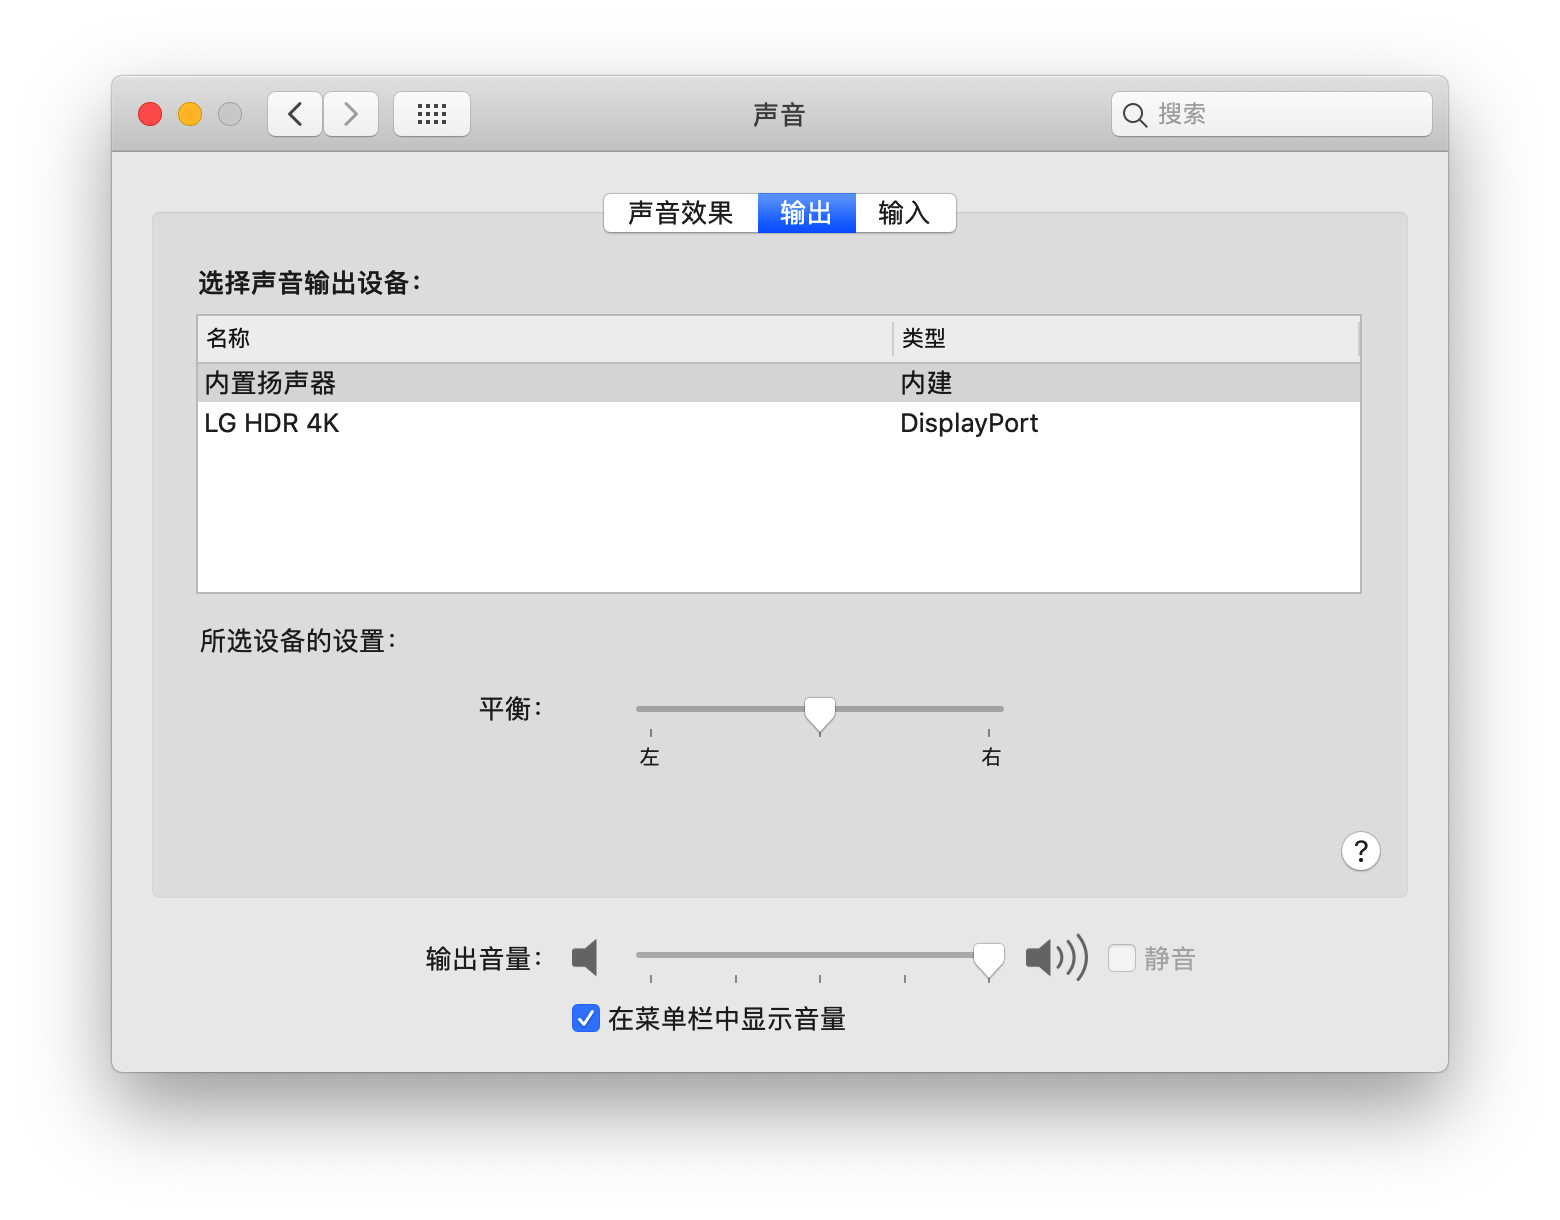 声音
搜索
声音效果 输出 输入
选择声音输出设备：
名称 类型
内置扬声器 内建
LG HDR 4K DisplayPort
所选设备的设置：
平衡：
左 右
?
输出音量： 静音
在菜单栏中显示音量